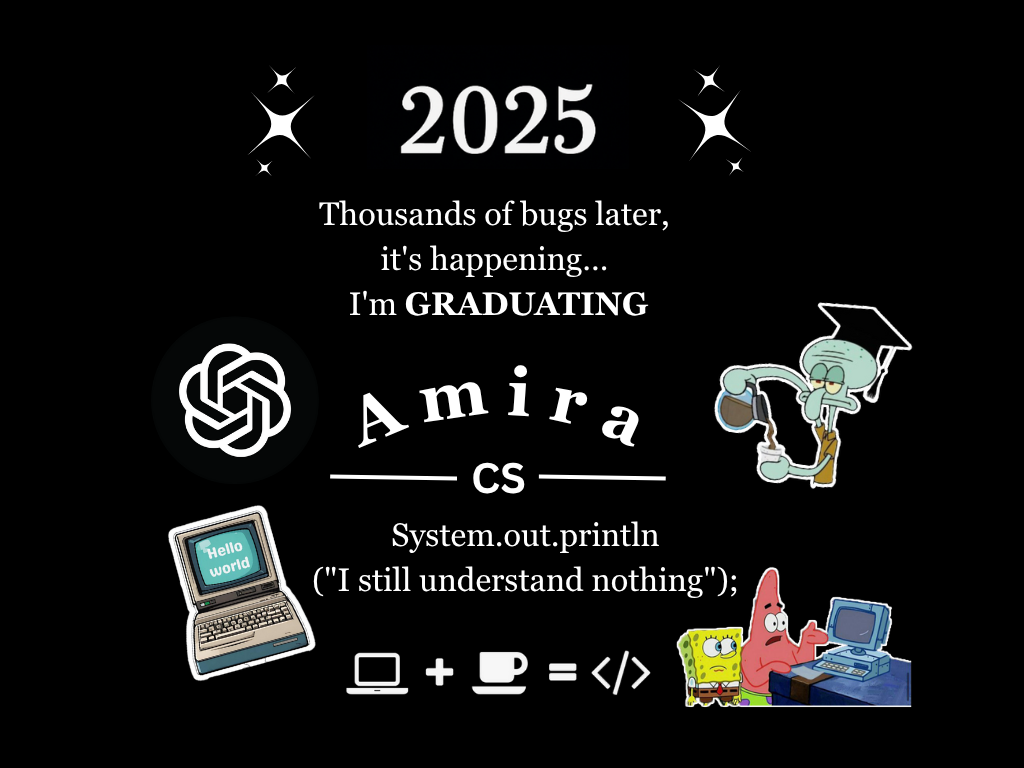 2025
Thousands of bugs later,
it's happening...
I'm GRADUATING
Amira
CS
Hello
world
System.out.println
("I still understand nothing");
+ = </>